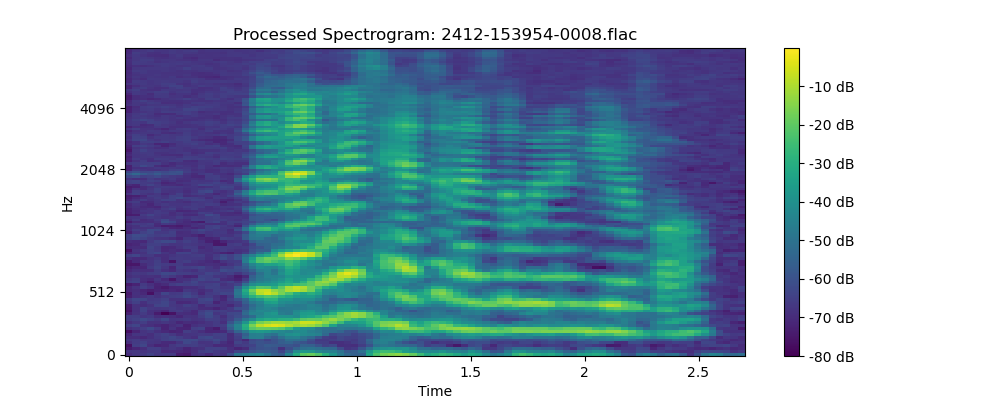 Processed Spectrogram: 2412-153954-0008.flac
Hz
4096
2048
1024
512
0
0
0.5
1
1.5
2
2.5
Time
-10 dB
-20 dB
-30 dB
-40 dB
-50 dB
-60 dB
-70 dB
-80 dB